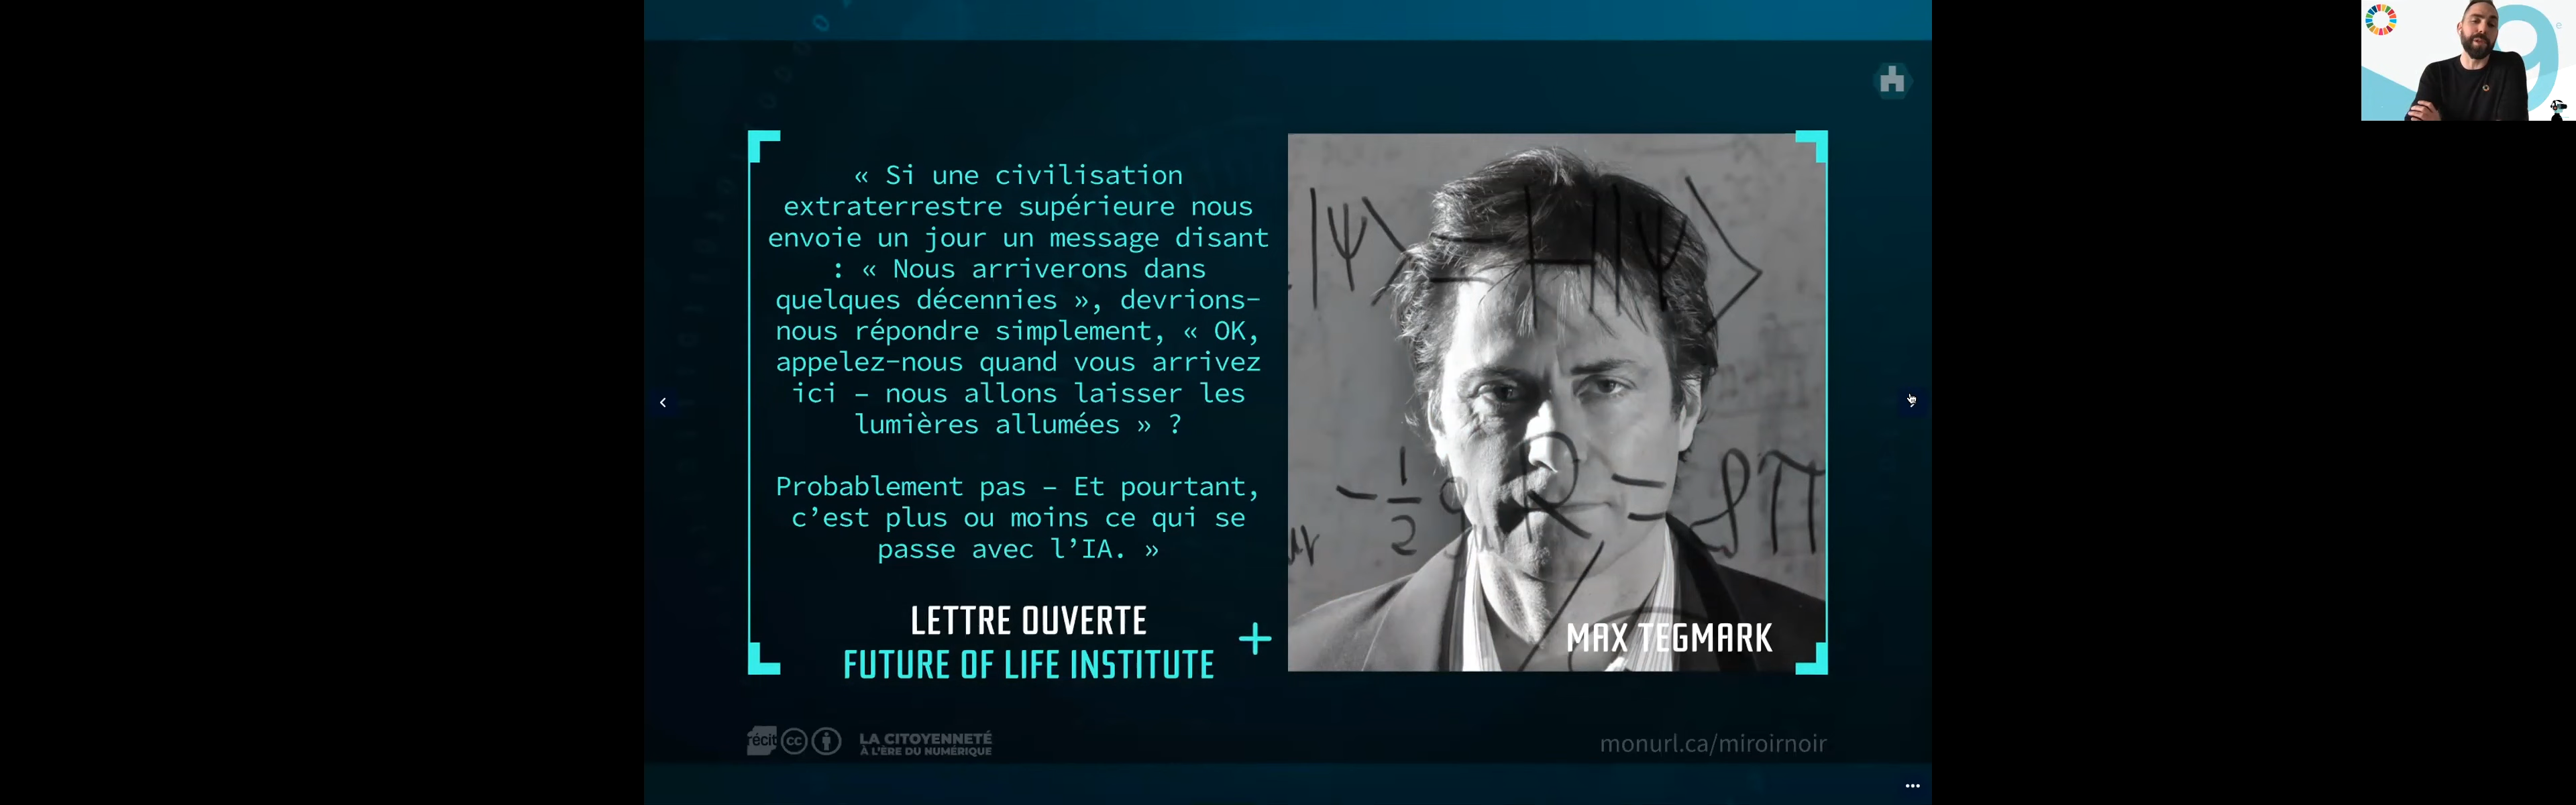 « Si une civilisation
extraterrestre supérieure nous
envoie un jour un message disant
: « Nous arriverons dans
quelques décennies », devrions-
nous répondre simplement, « OK,
appelez-nous quand vous arrivez
ici – nous allons laisser les
lumières allumées » ?
Probablement pas – Et pourtant,
c’est plus ou moins ce qui se
passe avec l’IA. »
LETTRE OUVERTE
FUTURE OF LIFE INSTITUTE
+
MAX TEGMARK
récit
cc
LA CITOYENNETÉ
À L'ÈRE DU NUMÉRIQUE
monurl.ca/miroirnoir
9